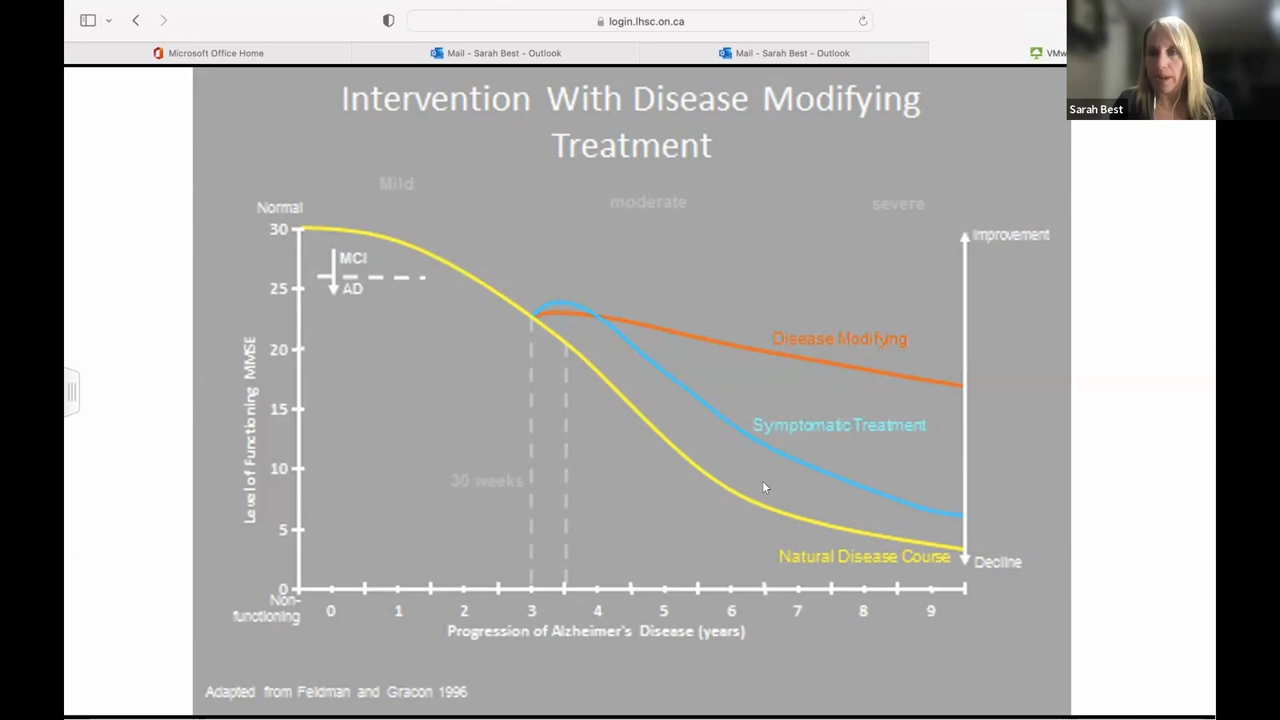 login.lhsc.on.ca
Microsoft Office Home
Mail - Sarah Best - Outlook
Mail - Sarah Best - Outlook
VMw
Sarah Best
Intervention With Disease Modifying
Treatment
Mild
moderate
severe
Normal
30
25
20
15
10
5
0
Level of Functioning MMSE
MCI
AD
Improvement
Disease Modifying
Symptomatic Treatment
30 weeks
Natural Disease Course
Decline
Non-
functioning
0 1 2 3 4 5 6 7 8 9
Progression of Alzheimer's Disease (years)
Adapted from Feldman and Gracon 1996